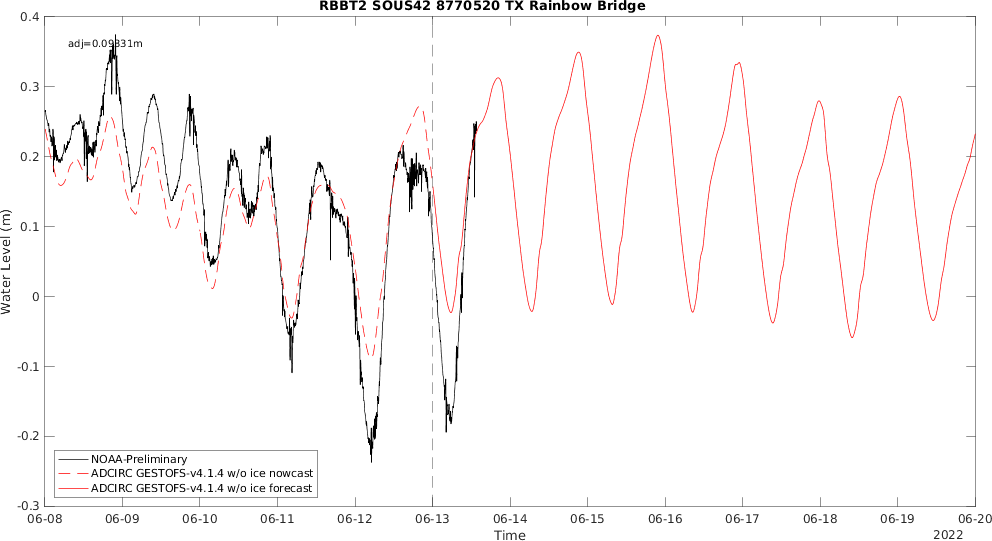 RBBT2 SOUS42 8770520 TX Rainbow Bridge
adj=0.09331m
0.4
0.3
0.2
0.1
0
-0.1
-0.2
-0.3
Water Level (m)
NOAA-Preliminary
ADCIRC GESTOFS-v4.1.4 w/o ice nowcast
ADCIRC GESTOFS-v4.1.4 w/o ice forecast
06-08 06-09 06-10 06-11 06-12 06-13 06-14 06-15 06-16 06-17 06-18 06-19 06-20
Time
2022